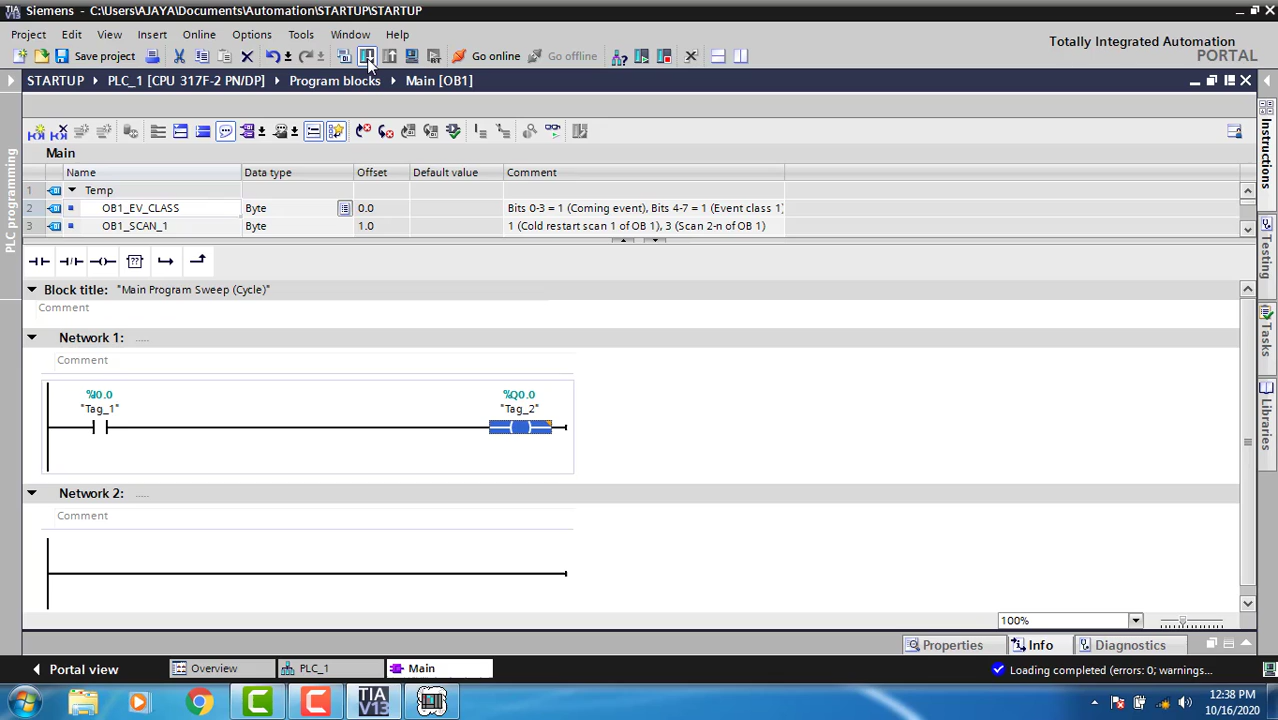 Siemens - C:\Users\AJAYA\Documents\Automation\STARTUP\STARTUP
Project Edit View Insert Online Options Tools Window Help
Totally Integrated Automation
PORTAL
Save project Go online Go offline
STARTUP PLC_1 [CPU 317F-2 PN/DP] Program blocks Main [OB1]
Main
Name Data type Offset Default value Comment
1 Temp
2 OB1_EV_CLASS Byte 0.0 Bits 0-3 = 1 (Coming event), Bits 4-7 = 1 (Event class 1)
3 OB1_SCAN_1 Byte 1.0 1 (Cold restart scan 1 of OB 1), 3 (Scan 2-n of OB 1)
??
Block title: "Main Program Sweep (Cycle)"
Comment
Network 1: .....
Comment
%I0.0 %Q0.0
"Tag_1" "Tag_2"
Network 2: .....
Comment
100%
Properties Info Diagnostics
Portal view Overview PLC_1 Main Loading completed (errors: 0; warnings...
PLC programming
Instructions
Testing
Tasks
Libraries
TIA
V13
12:38 PM
10/16/2020